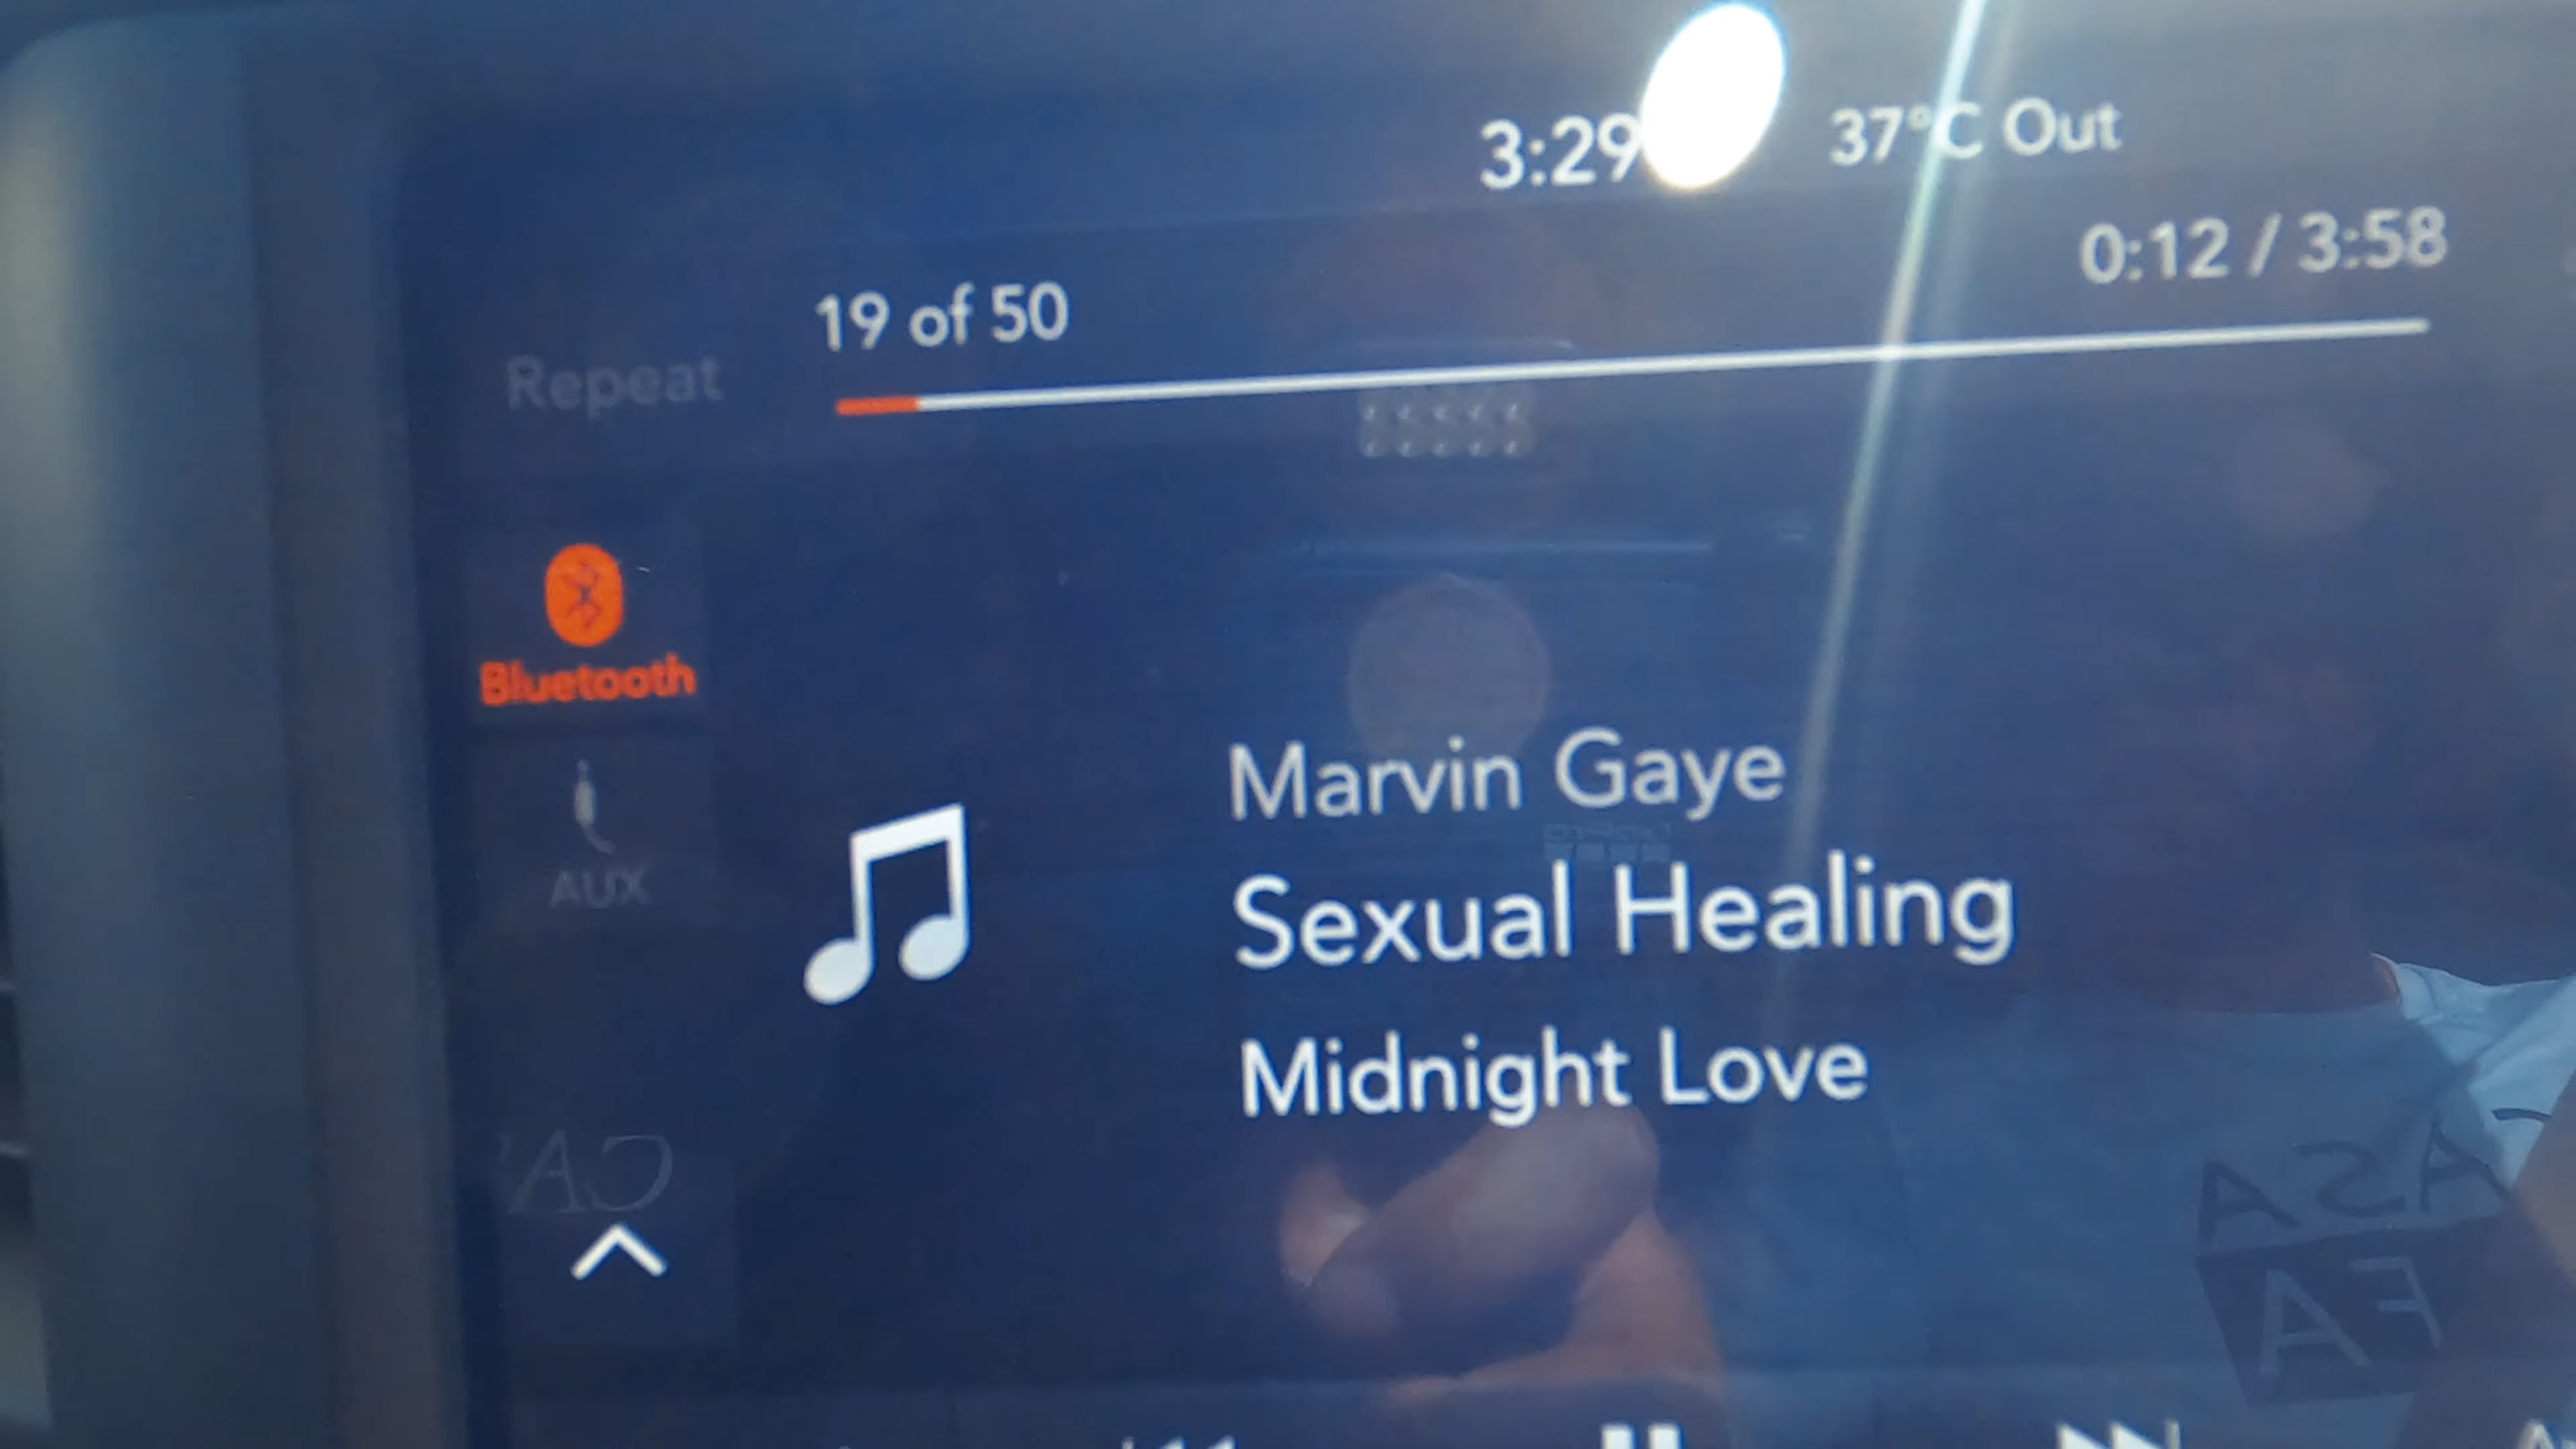 3:29
37°C Out
19 of 50
0:12 / 3:58
Repeat
Bluetooth
Marvin Gaye
AUX
Sexual Healing
Midnight Love